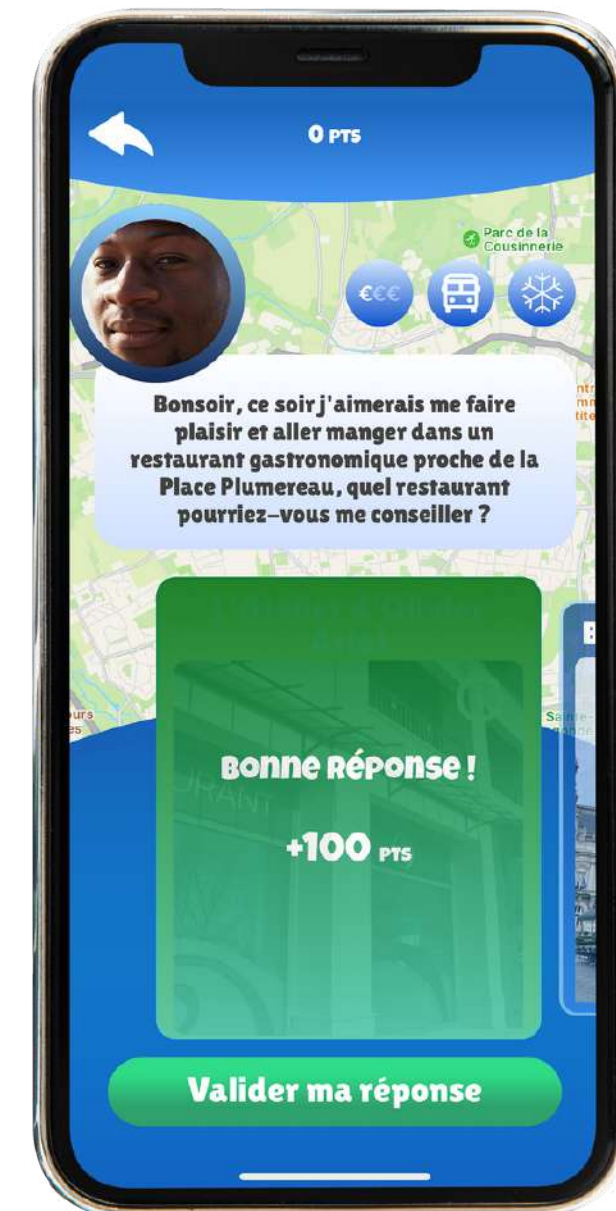 0 PTS
Parc de la
Cousinnerie
€€€
Bonsoir, ce soir j'aimerais me faire
plaisir et aller manger dans un
restaurant gastronomique proche de la
Place Plumereau, quel restaurant
pourriez-vous me conseiller ?
Bonne Réponse !
+100 PTS
Valider ma réponse